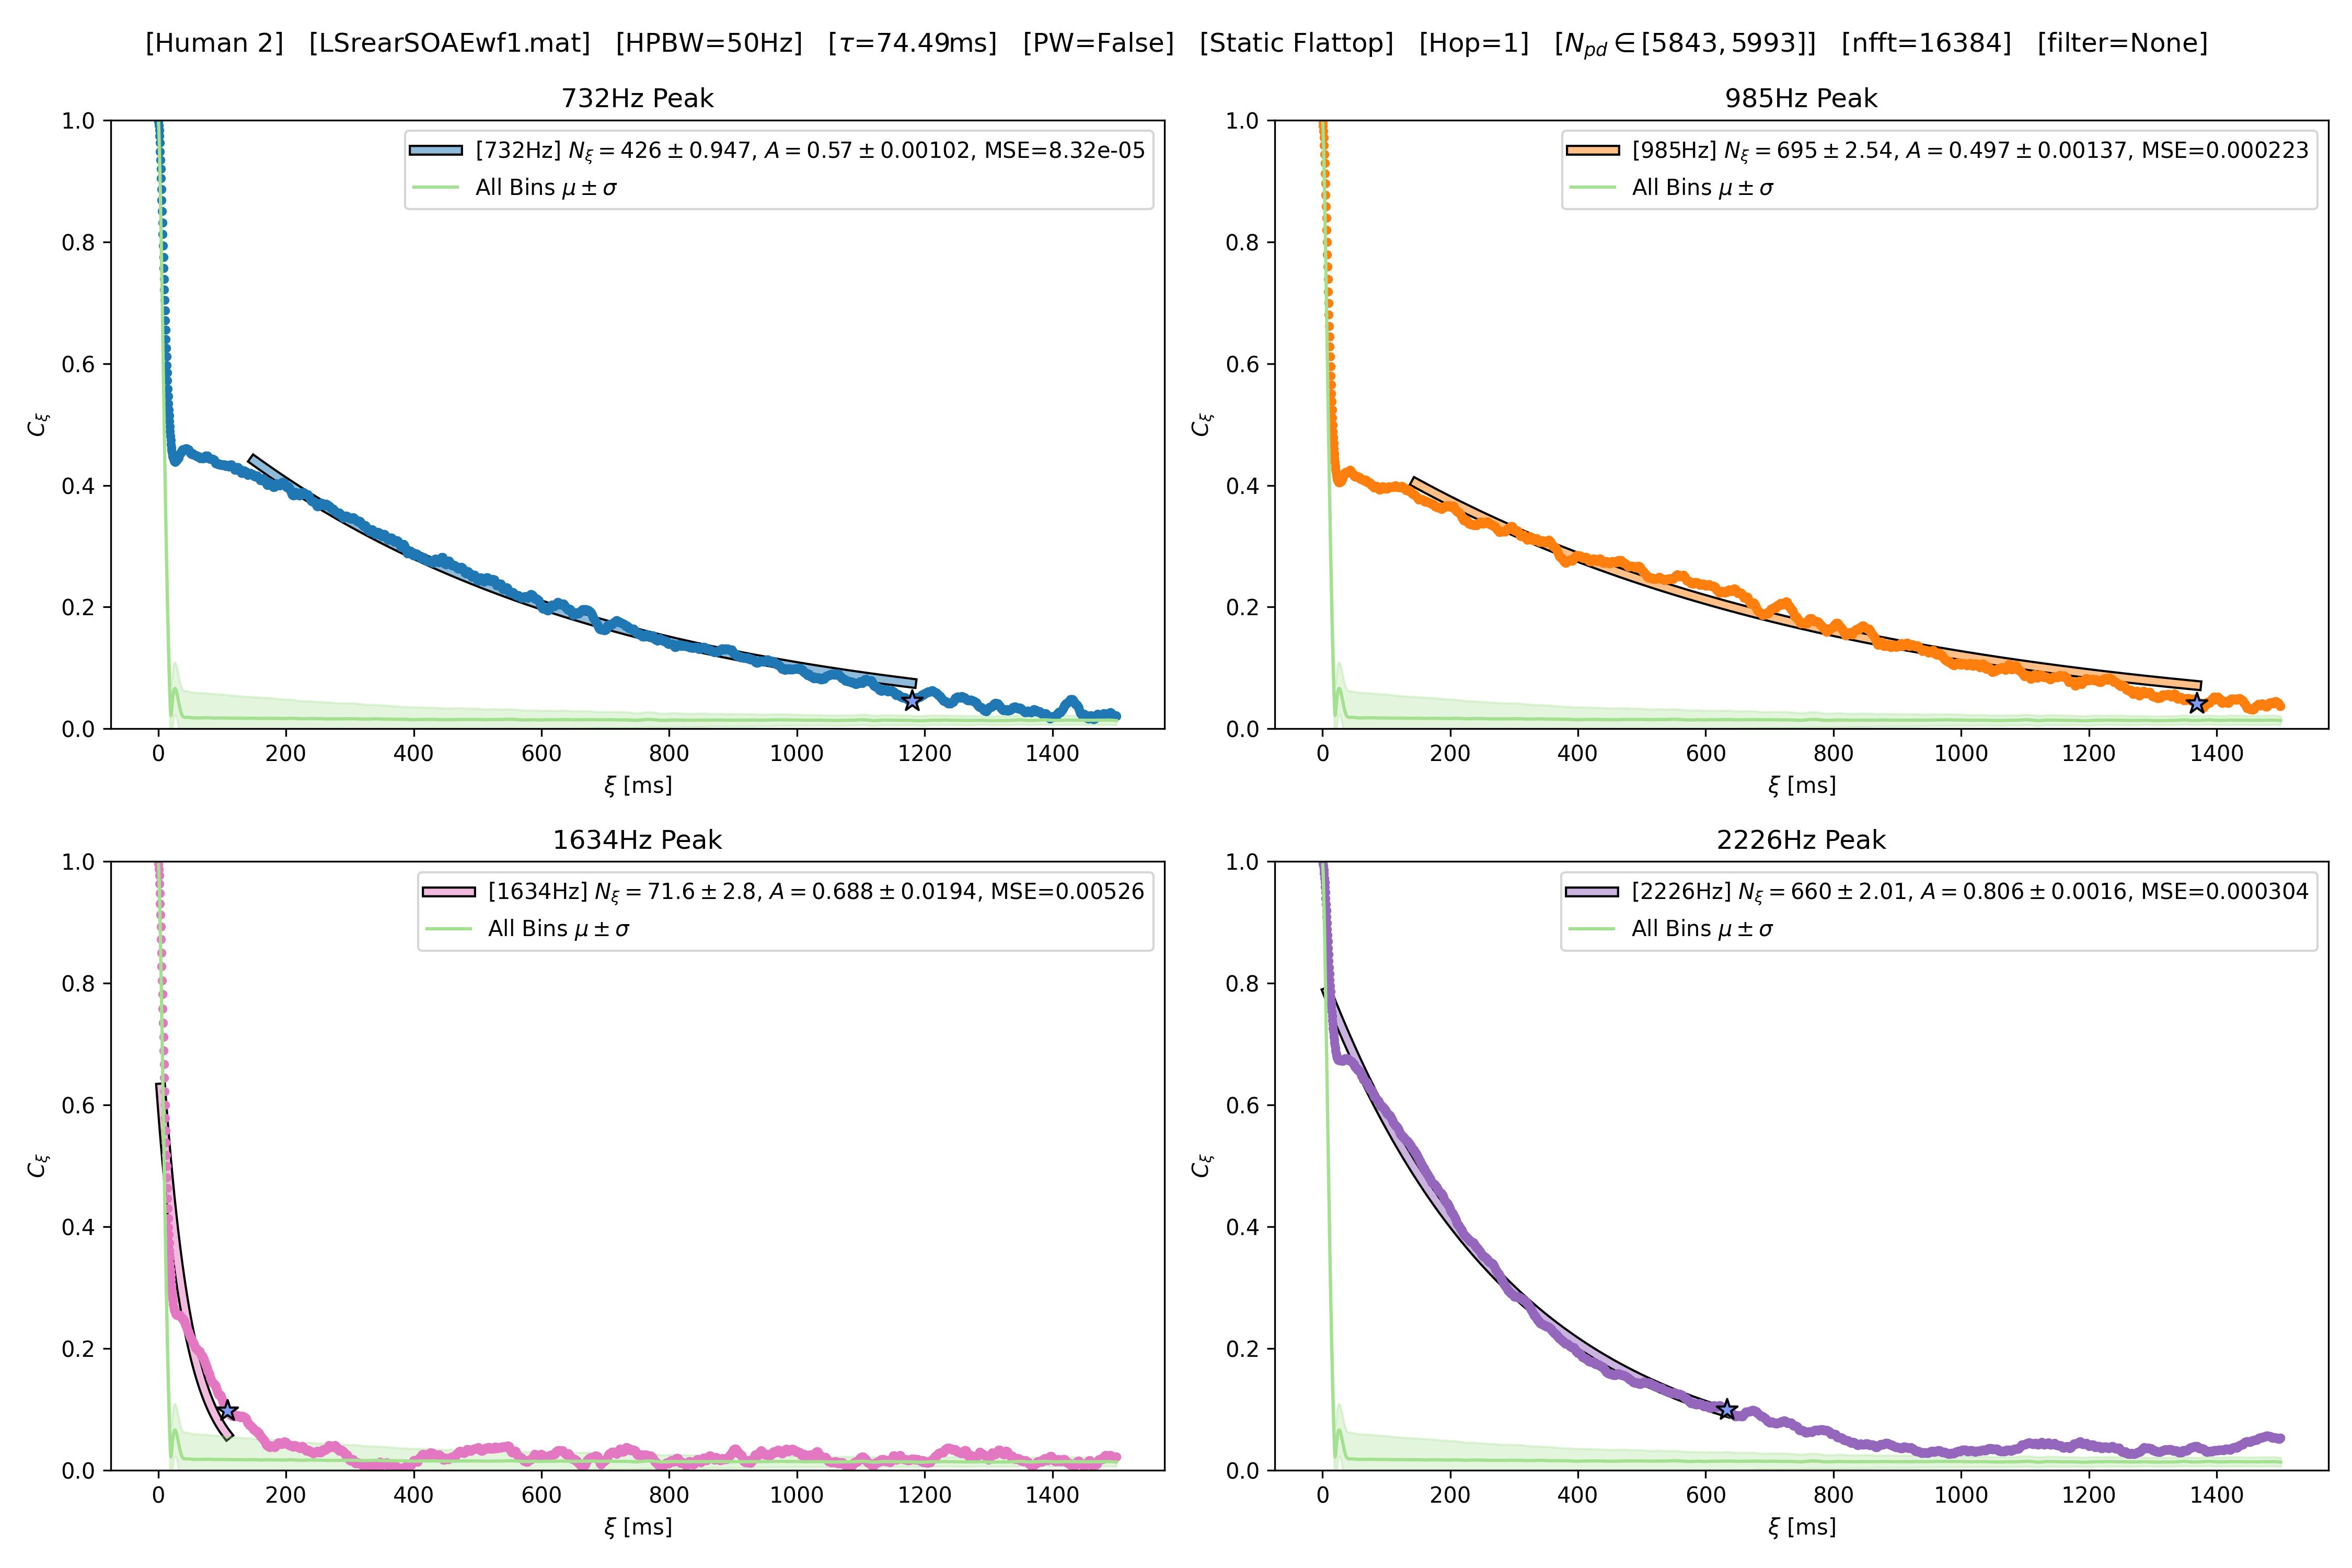 [Human 2] [LSrearSOAEwf1.mat] [HPBW=50Hz] [τ=74.49ms] [PW=False] [Static Flattop] [Hop=1] [N_pd ∈ [5843, 5993]] [nfft=16384] [filter=None]
732Hz Peak
[732Hz] N_ξ = 426 ± 0.947, A = 0.57 ± 0.00102, MSE=8.32e-05
All Bins μ ± σ
1.0
0.8
0.6
0.4
0.2
0.0
C_ξ
0 200 400 600 800 1000 1200 1400
ξ [ms]
985Hz Peak
[985Hz] N_ξ = 695 ± 2.54, A = 0.497 ± 0.00137, MSE=0.000223
All Bins μ ± σ
1.0
0.8
0.6
0.4
0.2
0.0
C_ξ
0 200 400 600 800 1000 1200 1400
ξ [ms]
1634Hz Peak
[1634Hz] N_ξ = 71.6 ± 2.8, A = 0.688 ± 0.0194, MSE=0.00526
All Bins μ ± σ
1.0
0.8
0.6
0.4
0.2
0.0
C_ξ
0 200 400 600 800 1000 1200 1400
ξ [ms]
2226Hz Peak
[2226Hz] N_ξ = 660 ± 2.01, A = 0.806 ± 0.0016, MSE=0.000304
All Bins μ ± σ
1.0
0.8
0.6
0.4
0.2
0.0
C_ξ
0 200 400 600 800 1000 1200 1400
ξ [ms]